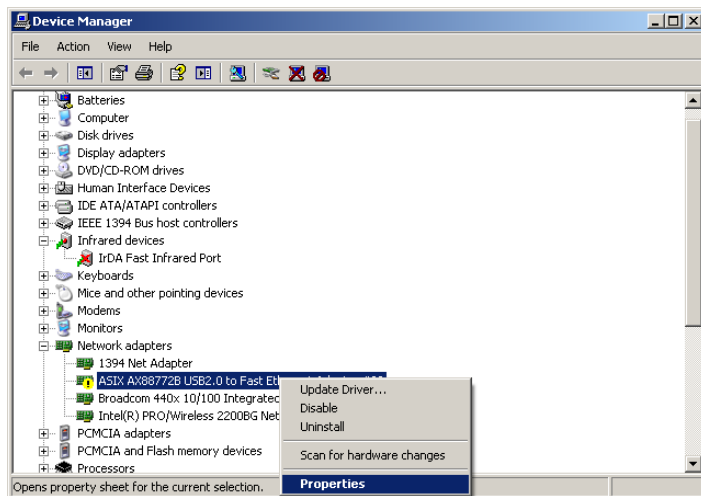 Device Manager
File Action View Help
Batteries
Computer
Disk drives
Display adapters
DVD/CD-ROM drives
Human Interface Devices
IDE ATA/ATAPI controllers
IEEE 1394 Bus host controllers
Infrared devices
IrDA Fast Infrared Port
Keyboards
Mice and other pointing devices
Modems
Monitors
Network adapters
1394 Net Adapter
ASIX AX88772B USB2.0 to Fast
Broadcom 440x 10/100 Integrated
Intel(R) PRO/Wireless 2200BG Net
PCMCIA adapters
PCMCIA and Flash memory devices
Processors
Update Driver...
Disable
Uninstall
Scan for hardware changes
Properties
Opens property sheet for the current selection.